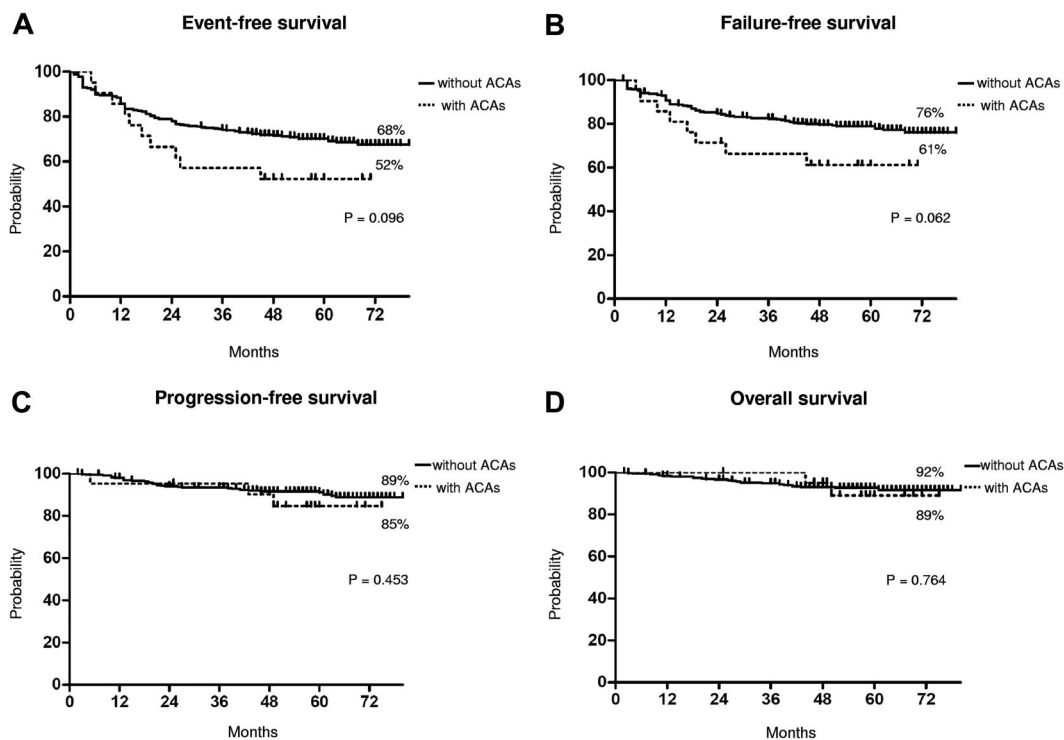 A
Event-free survival
100
80
60
40
20
0
0 12 24 36 48 60 72
Probability
Months
without ACAs
with ACAs
68%
52%
P = 0.096
B
Failure-free survival
100
80
60
40
20
0
0 12 24 36 48 60 72
Probability
Months
without ACAs
with ACAs
76%
61%
P = 0.062
C
Progression-free survival
100
80
60
40
20
0
0 12 24 36 48 60 72
Probability
Months
without ACAs
with ACAs
89%
85%
P = 0.453
D
Overall survival
100
80
60
40
20
0
0 12 24 36 48 60 72
Probability
Months
without ACAs
with ACAs
92%
89%
P = 0.764